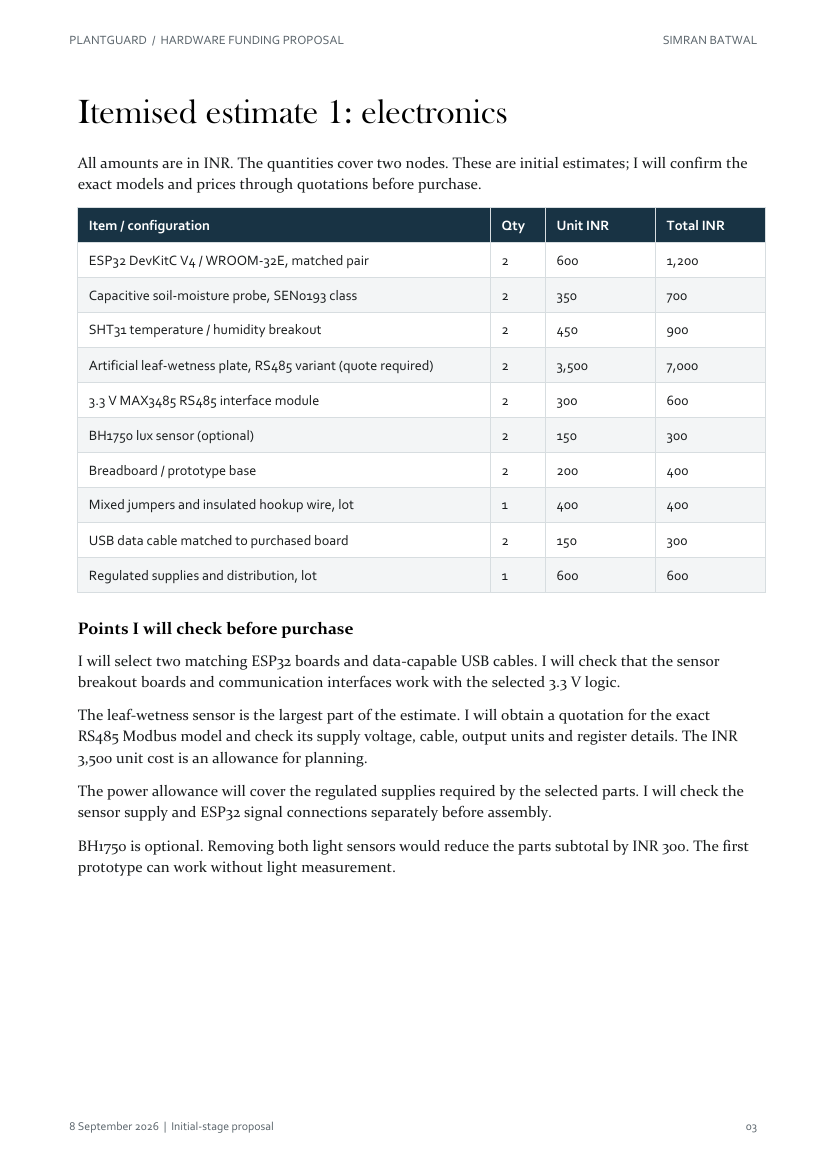 PLANTGUARD / HARDWARE FUNDING PROPOSAL SIMRAN BATWAL
Itemised estimate 1: electronics
All amounts are in INR. The quantities cover two nodes. These are initial estimates; I will confirm the
exact models and prices through quotations before purchase.
Item / configuration Qty Unit INR Total INR
ESP32 DevKitC V4 / WROOM-32E, matched pair 2 600 1,200
Capacitive soil-moisture probe, SEN0193 class 2 350 700
SHT31 temperature / humidity breakout 2 450 900
Artificial leaf-wetness plate, RS485 variant (quote required) 2 3,500 7,000
3.3 V MAX3485 RS485 interface module 2 300 600
BH1750 lux sensor (optional) 2 150 300
Breadboard / prototype base 2 200 400
Mixed jumpers and insulated hookup wire, lot 1 400 400
USB data cable matched to purchased board 2 150 300
Regulated supplies and distribution, lot 1 600 600
Points I will check before purchase
I will select two matching ESP32 boards and data-capable USB cables. I will check that the sensor
breakout boards and communication interfaces work with the selected 3.3 V logic.
The leaf-wetness sensor is the largest part of the estimate. I will obtain a quotation for the exact
RS485 Modbus model and check its supply voltage, cable, output units and register details. The INR
3,500 unit cost is an allowance for planning.
The power allowance will cover the regulated supplies required by the selected parts. I will check the
sensor supply and ESP32 signal connections separately before assembly.
BH1750 is optional. Removing both light sensors would reduce the parts subtotal by INR 300. The first
prototype can work without light measurement.
8 September 2026 | Initial-stage proposal 03